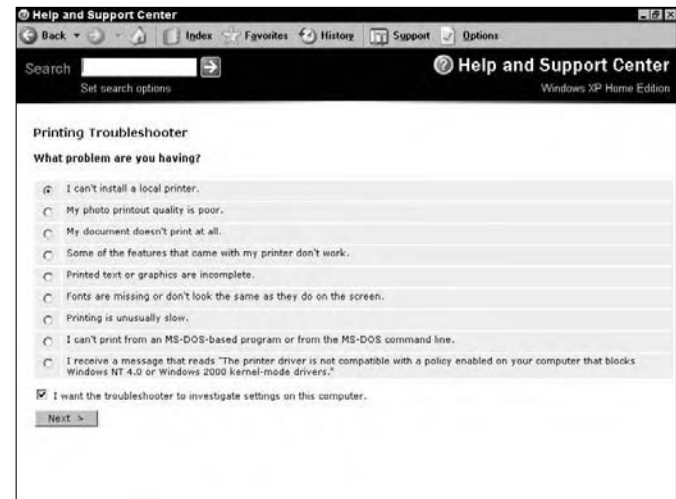 Help and Support Center
Back Index Favorites History Support Options
Search Help and Support Center
Set search options Windows XP Home Edition
Printing Troubleshooter
What problem are you having?
I can't install a local printer.
My photo printout quality is poor.
My document doesn't print at all.
Some of the features that came with my printer don't work.
Printed text or graphics are incomplete.
Fonts are missing or don't look the same as they do on the screen.
Printing is unusually slow.
I can't print from an MS-DOS-based program or from the MS-DOS command line.
I receive a message that reads "The printer driver is not compatible with a policy enabled on your computer that blocks
Windows NT 4.0 or Windows 2000 kernel-mode drivers."
I want the troubleshooter to investigate settings on this computer.
Next >